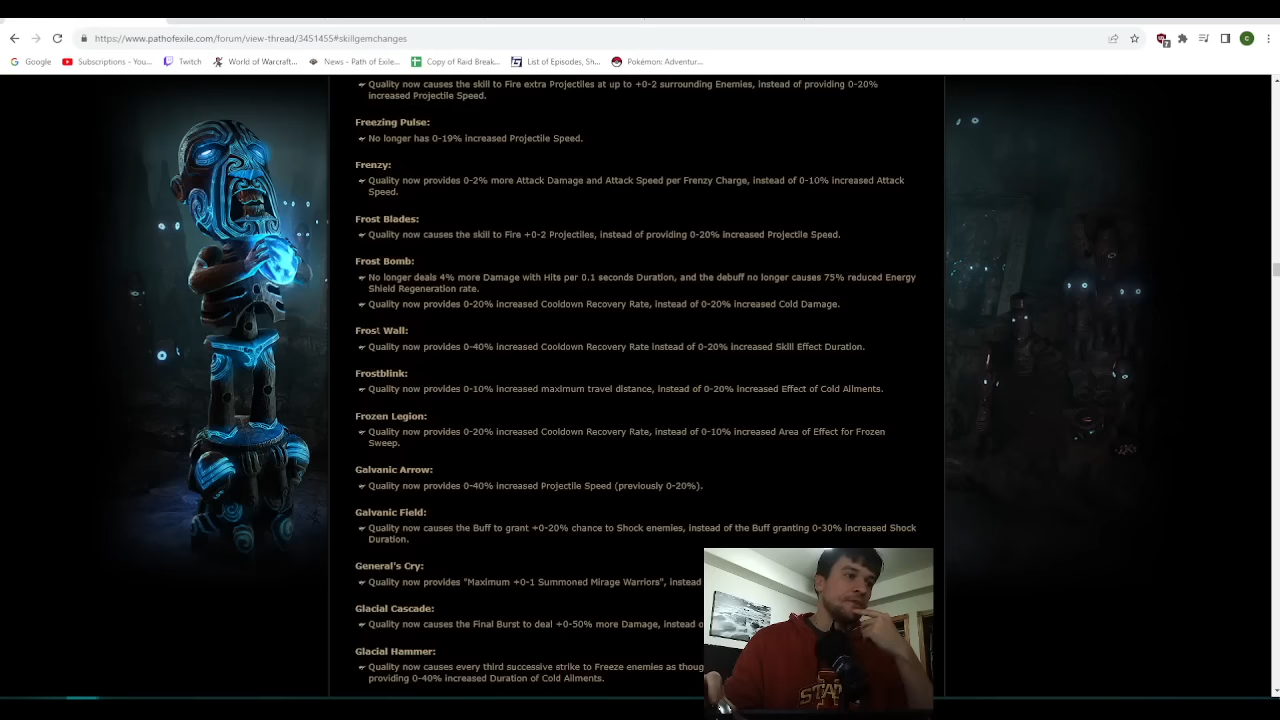 https://www.pathofexile.com/forum/view-thread/3451455#skillgemchanges
7
C
Google
Subscriptions - You...
Twitch
World of Warcraft...
News - Path of Exile...
Copy of Raid Break...
List of Episodes, Sh...
Pokémon: Adventur...
Quality now causes the skill to Fire extra Projectiles at up to +0-2 surrounding Enemies, instead of providing 0-20%
increased Projectile Speed.
Freezing Pulse:
No longer has 0-19% increased Projectile Speed.
Frenzy:
Quality now provides 0-2% more Attack Damage and Attack Speed per Frenzy Charge, instead of 0-10% increased Attack
Speed.
Frost Blades:
Quality now causes the skill to Fire +0-2 Projectiles, instead of providing 0-20% increased Projectile Speed.
Frost Bomb:
No longer deals 4% more Damage with Hits per 0.1 seconds Duration, and the debuff no longer causes 75% reduced Energy
Shield Regeneration rate.
Quality now provides 0-20% increased Cooldown Recovery Rate, instead of 0-20% increased Cold Damage.
Frost Wall:
Quality now provides 0-40% increased Cooldown Recovery Rate instead of 0-20% increased Skill Effect Duration.
Frostblink:
Quality now provides 0-10% increased maximum travel distance, instead of 0-20% increased Effect of Cold Ailments.
Frozen Legion:
Quality now provides 0-20% increased Cooldown Recovery Rate, instead of 0-10% increased Area of Effect for Frozen
Sweep.
Galvanic Arrow:
Quality now provides 0-40% increased Projectile Speed (previously 0-20%).
Galvanic Field:
Quality now causes the Buff to grant +0-20% chance to Shock enemies, instead of the Buff granting 0-30% increased Shock
Duration.
General's Cry:
Quality now provides "Maximum +0-1 Summoned Mirage Warriors", instead
Glacial Cascade:
Quality now causes the Final Burst to deal +0-50% more Damage, instead o
Glacial Hammer:
Quality now causes every third successive strike to Freeze enemies as thoug
providing 0-40% increased Duration of Cold Ailments.